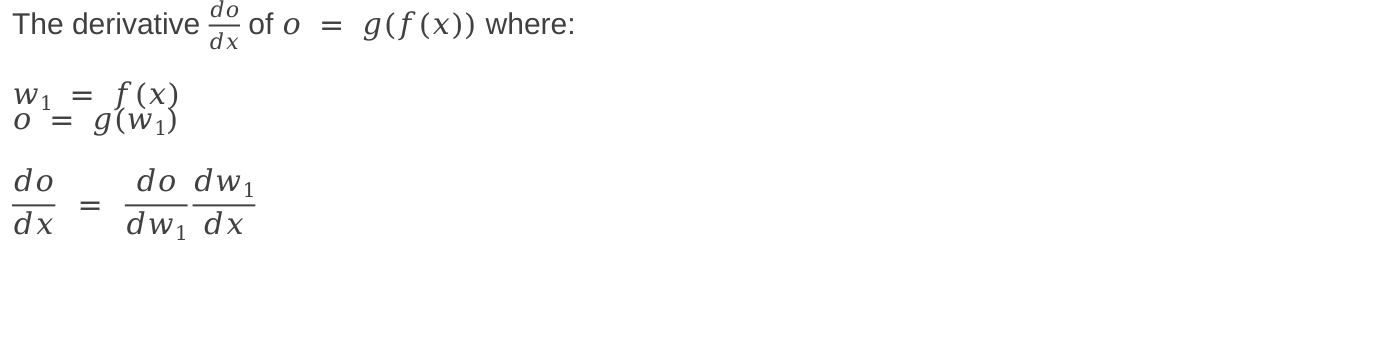 The derivative do/dx of o = g(f(x)) where:
w₁ = f(x)
o = g(w₁)
do/dx = do/dw₁ dw₁/dx